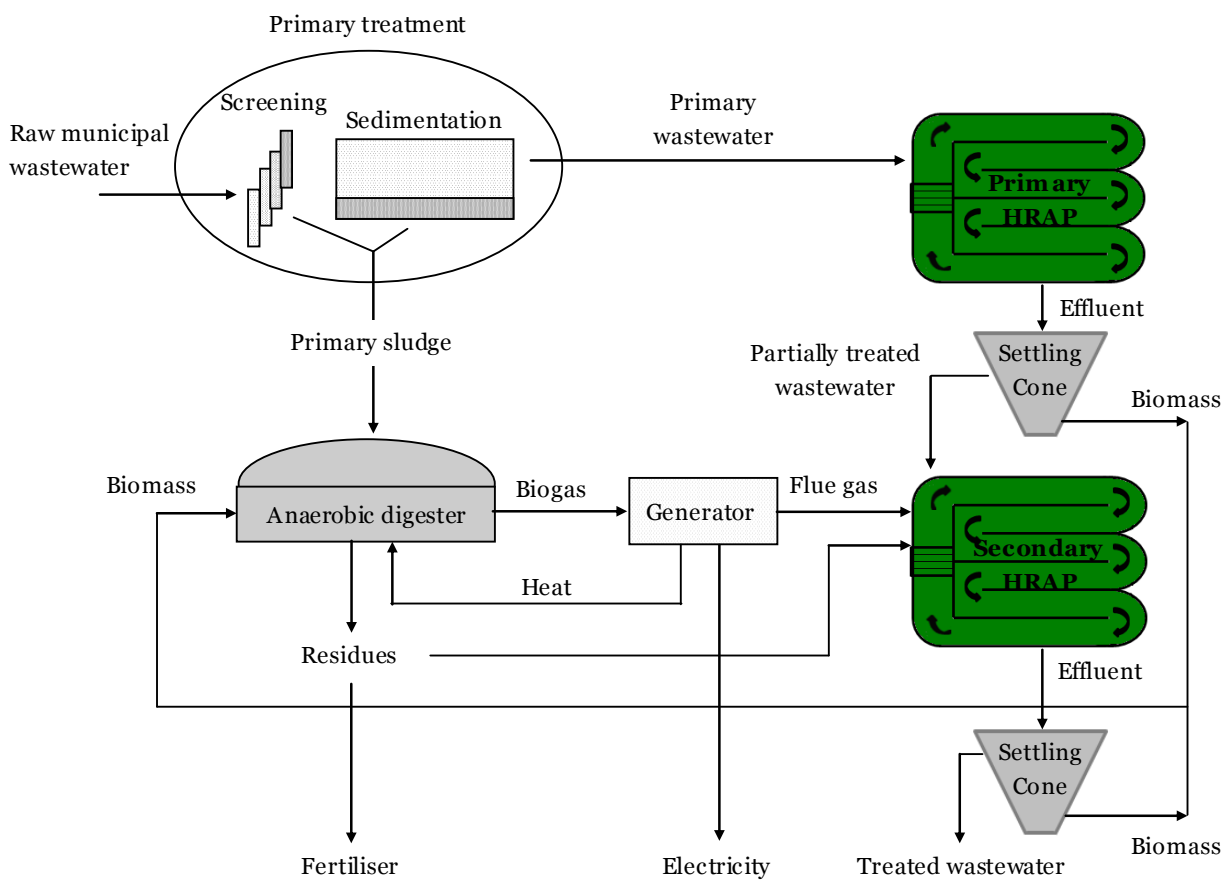 Primary treatment
Screening
Sedimentation
Raw municipal
wastewater
Primary
wastewater
Primary
HRAP
Effluent
Primary sludge
Settling
Cone
Partially treated
wastewater
Biomass
Biomass
Anaerobic digester
Biogas
Generator
Flue gas
Secondary
HRAP
Heat
Residues
Effluent
Settling
Cone
Biomass
Fertiliser
Electricity
Treated wastewater